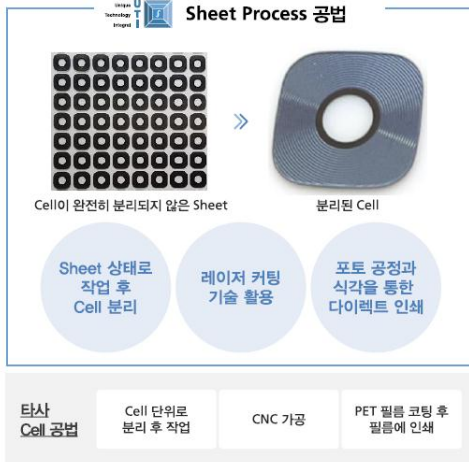 Unique
Technology
Integral
U
T
I
Sheet Process 공법
Cell이 완전히 분리되지 않은 Sheet
분리된 Cell
Sheet 상태로
작업 후
Cell 분리
레이저 커팅
기술 활용
포토 공정과
식각을 통한
다이렉트 인쇄
타사
Cell 공법
Cell 단위로
분리 후 작업
CNC 가공
PET 필름 코팅 후
필름에 인쇄